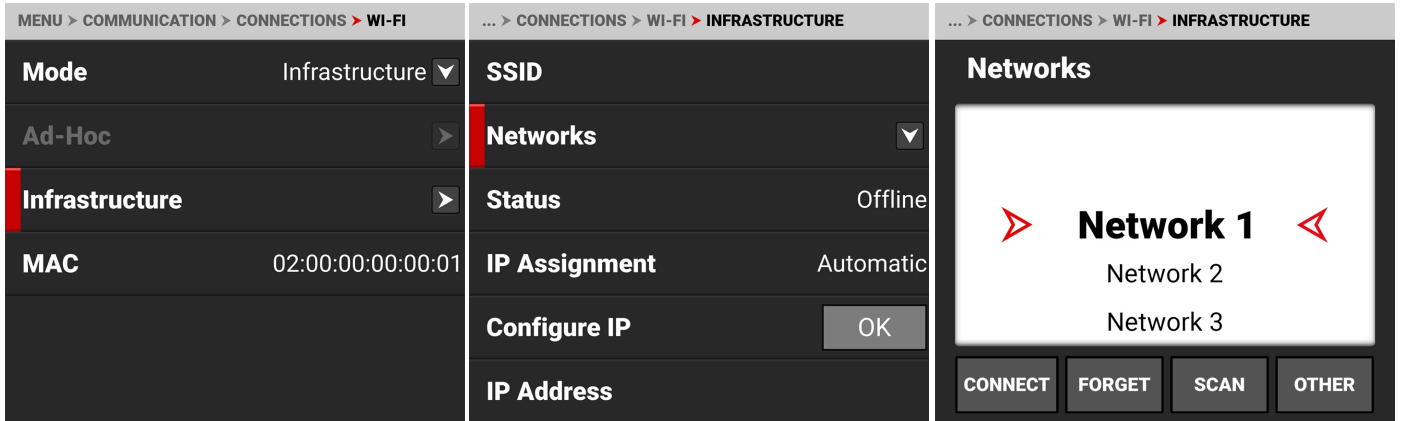 MENU > COMMUNICATION > CONNECTIONS > WI-FI
Mode Infrastructure
Ad-Hoc
Infrastructure
MAC 02:00:00:00:00:01
... > CONNECTIONS > WI-FI > INFRASTRUCTURE
SSID
Networks
Status Offline
IP Assignment Automatic
Configure IP OK
IP Address
... > CONNECTIONS > WI-FI > INFRASTRUCTURE
Networks
Network 1
Network 2
Network 3
CONNECT FORGET SCAN OTHER